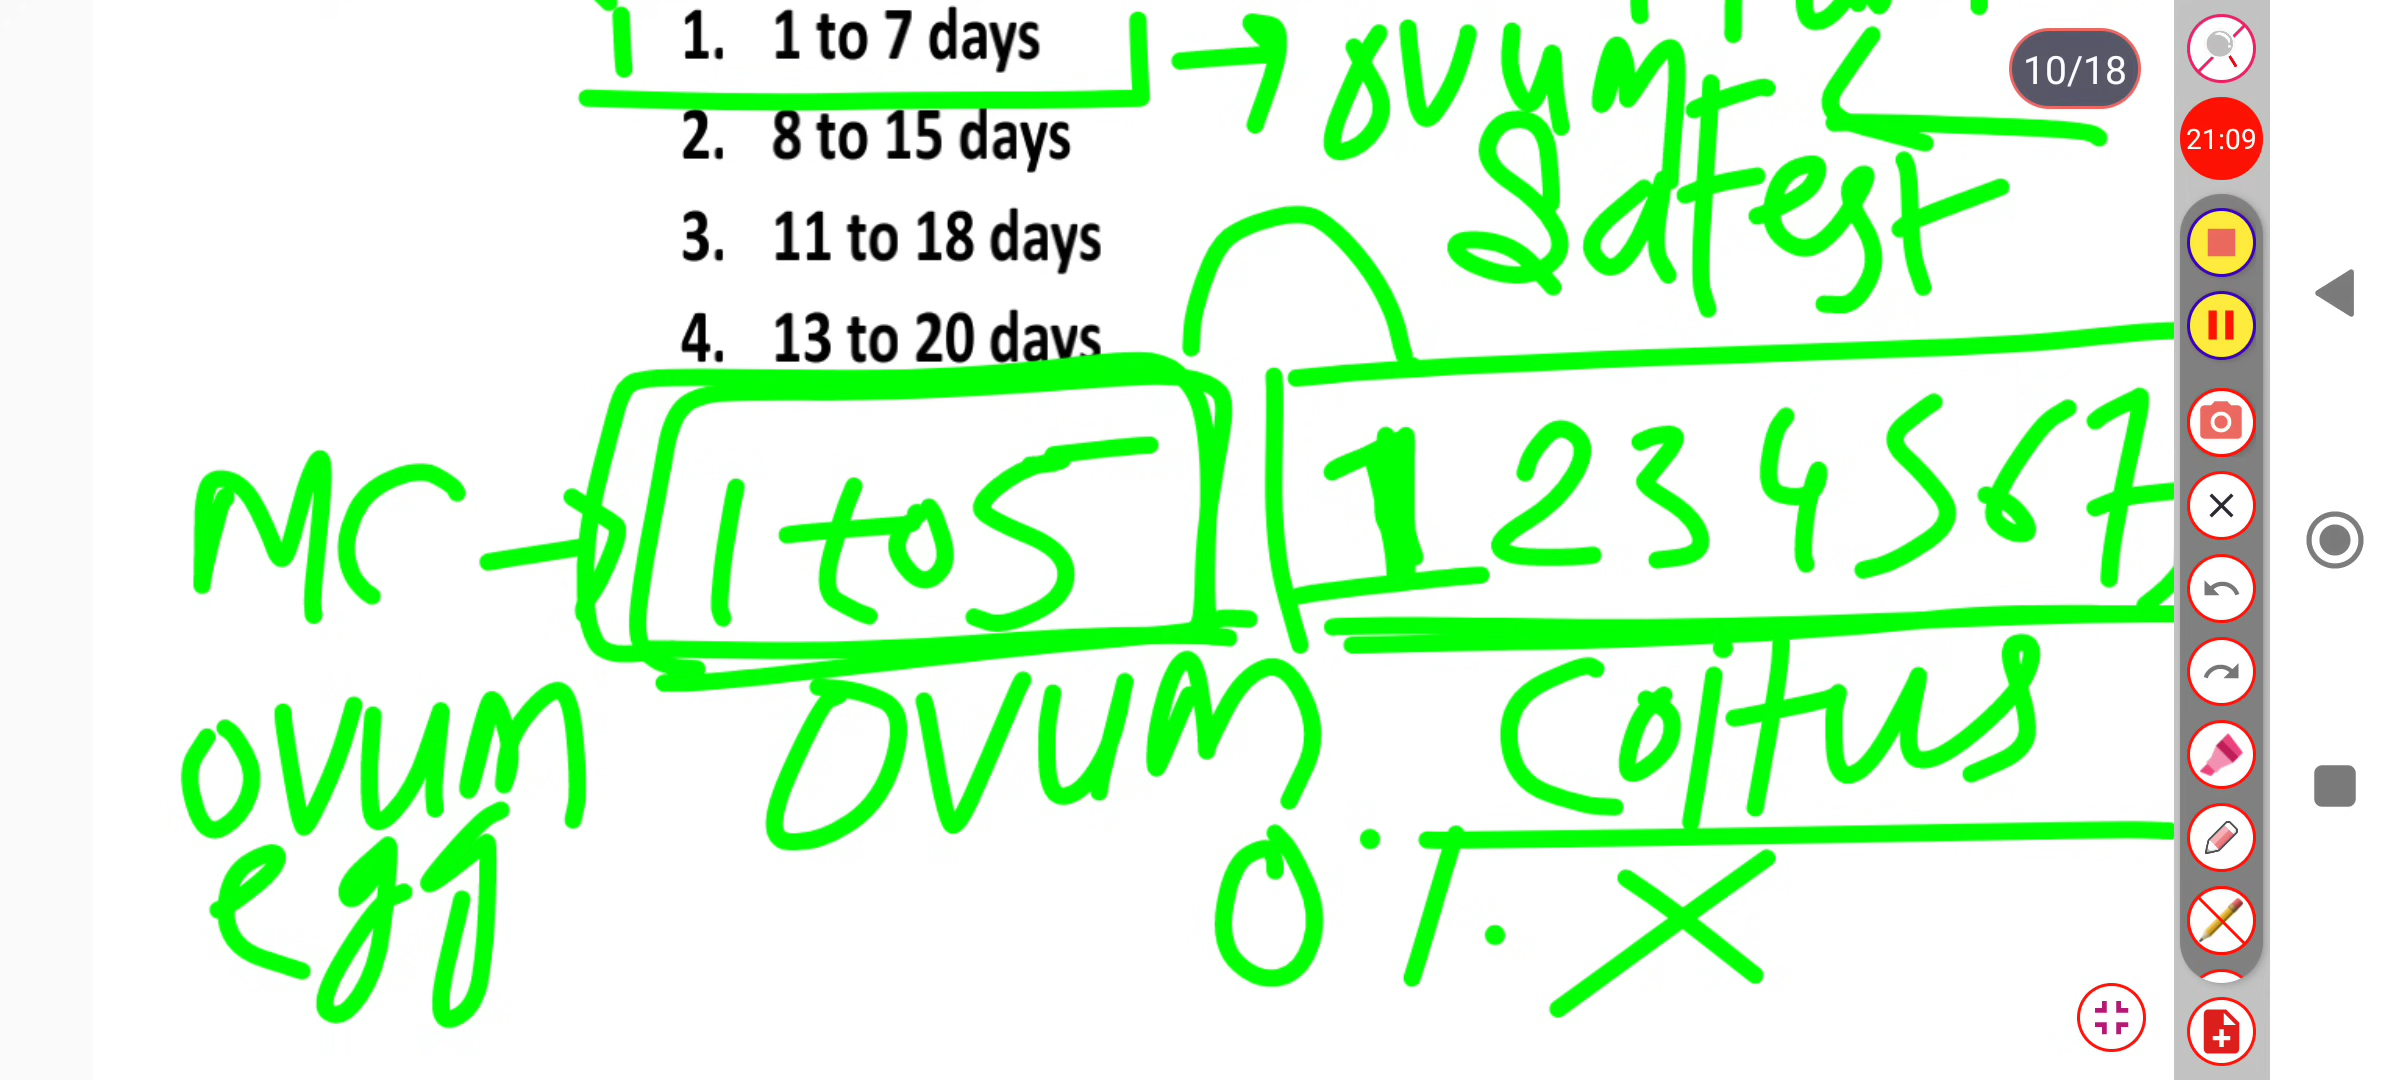 1. 1 to 7 days → ovum
10/18
21:09
2. 8 to 15 days
Safest
3. 11 to 18 days
4. 13 to 20 days
MC → 1 to 5 1 2 3 4 5 6 7
ovum ovum Coitus
egg 0%. ×